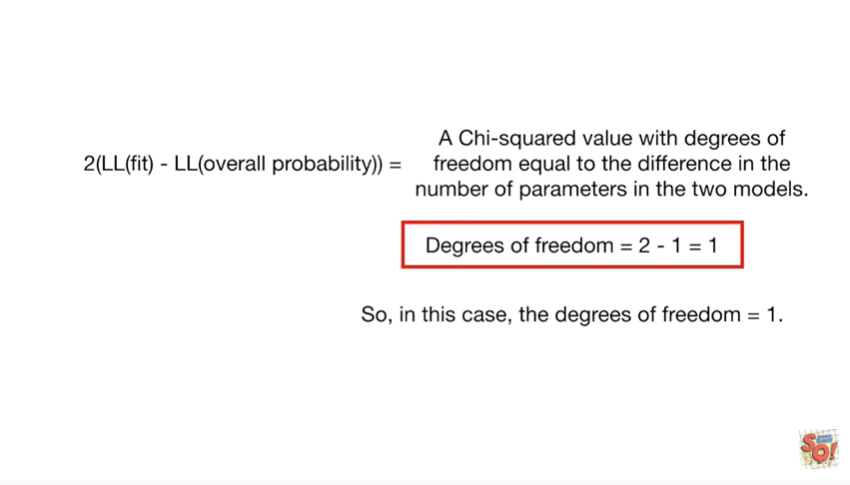 A Chi-squared value with degrees of
2(LL(fit) - LL(overall probability)) = freedom equal to the difference in the
number of parameters in the two models.
Degrees of freedom = 2 - 1 = 1
So, in this case, the degrees of freedom = 1.
SQ!